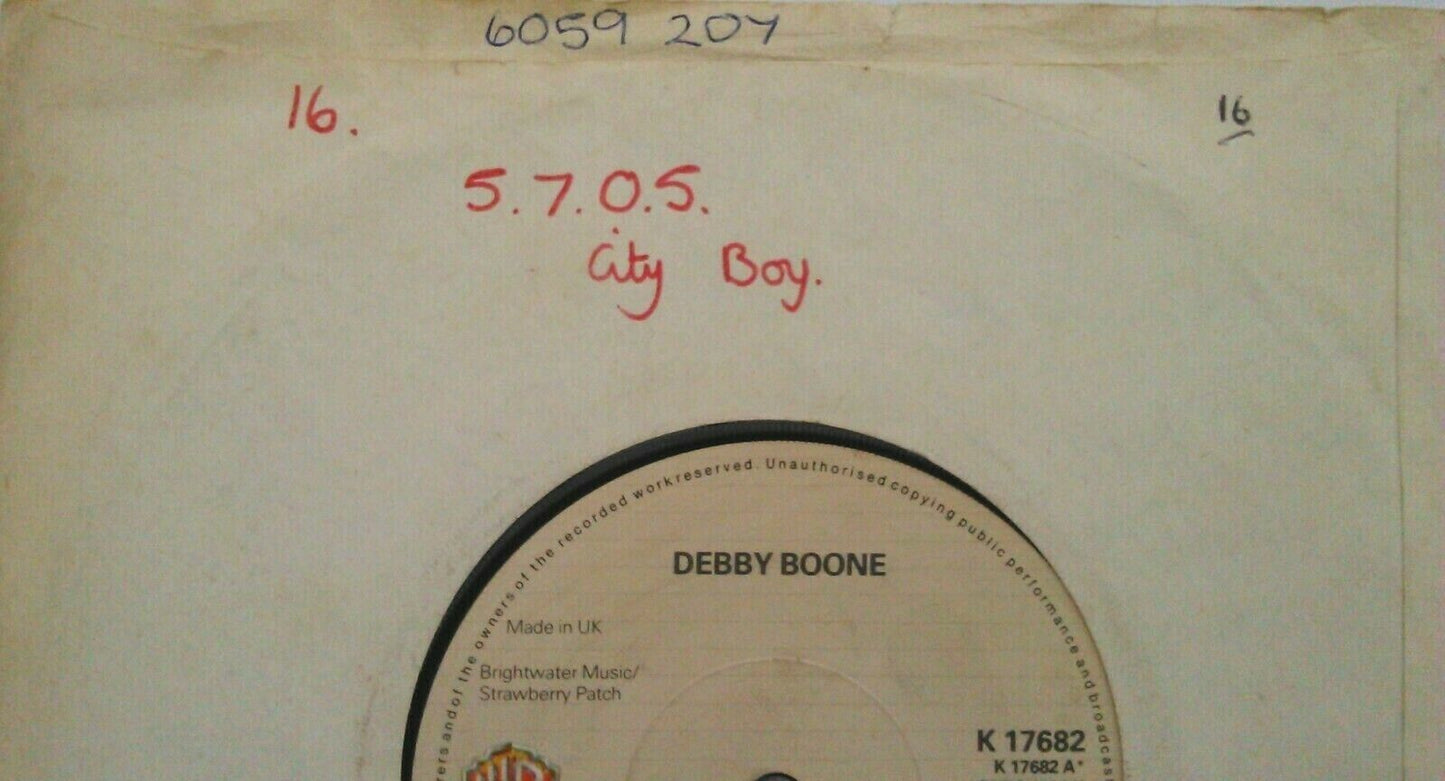 6059 207
16.
16
5.7.0.5.
City Boy.
ers and of the owners of the recorded work reserved. Unauthorised copying public performance and broadcas
DEBBY BOONE
Made in UK
Brightwater Music/
Strawberry Patch
K 17682
K 17682 A*